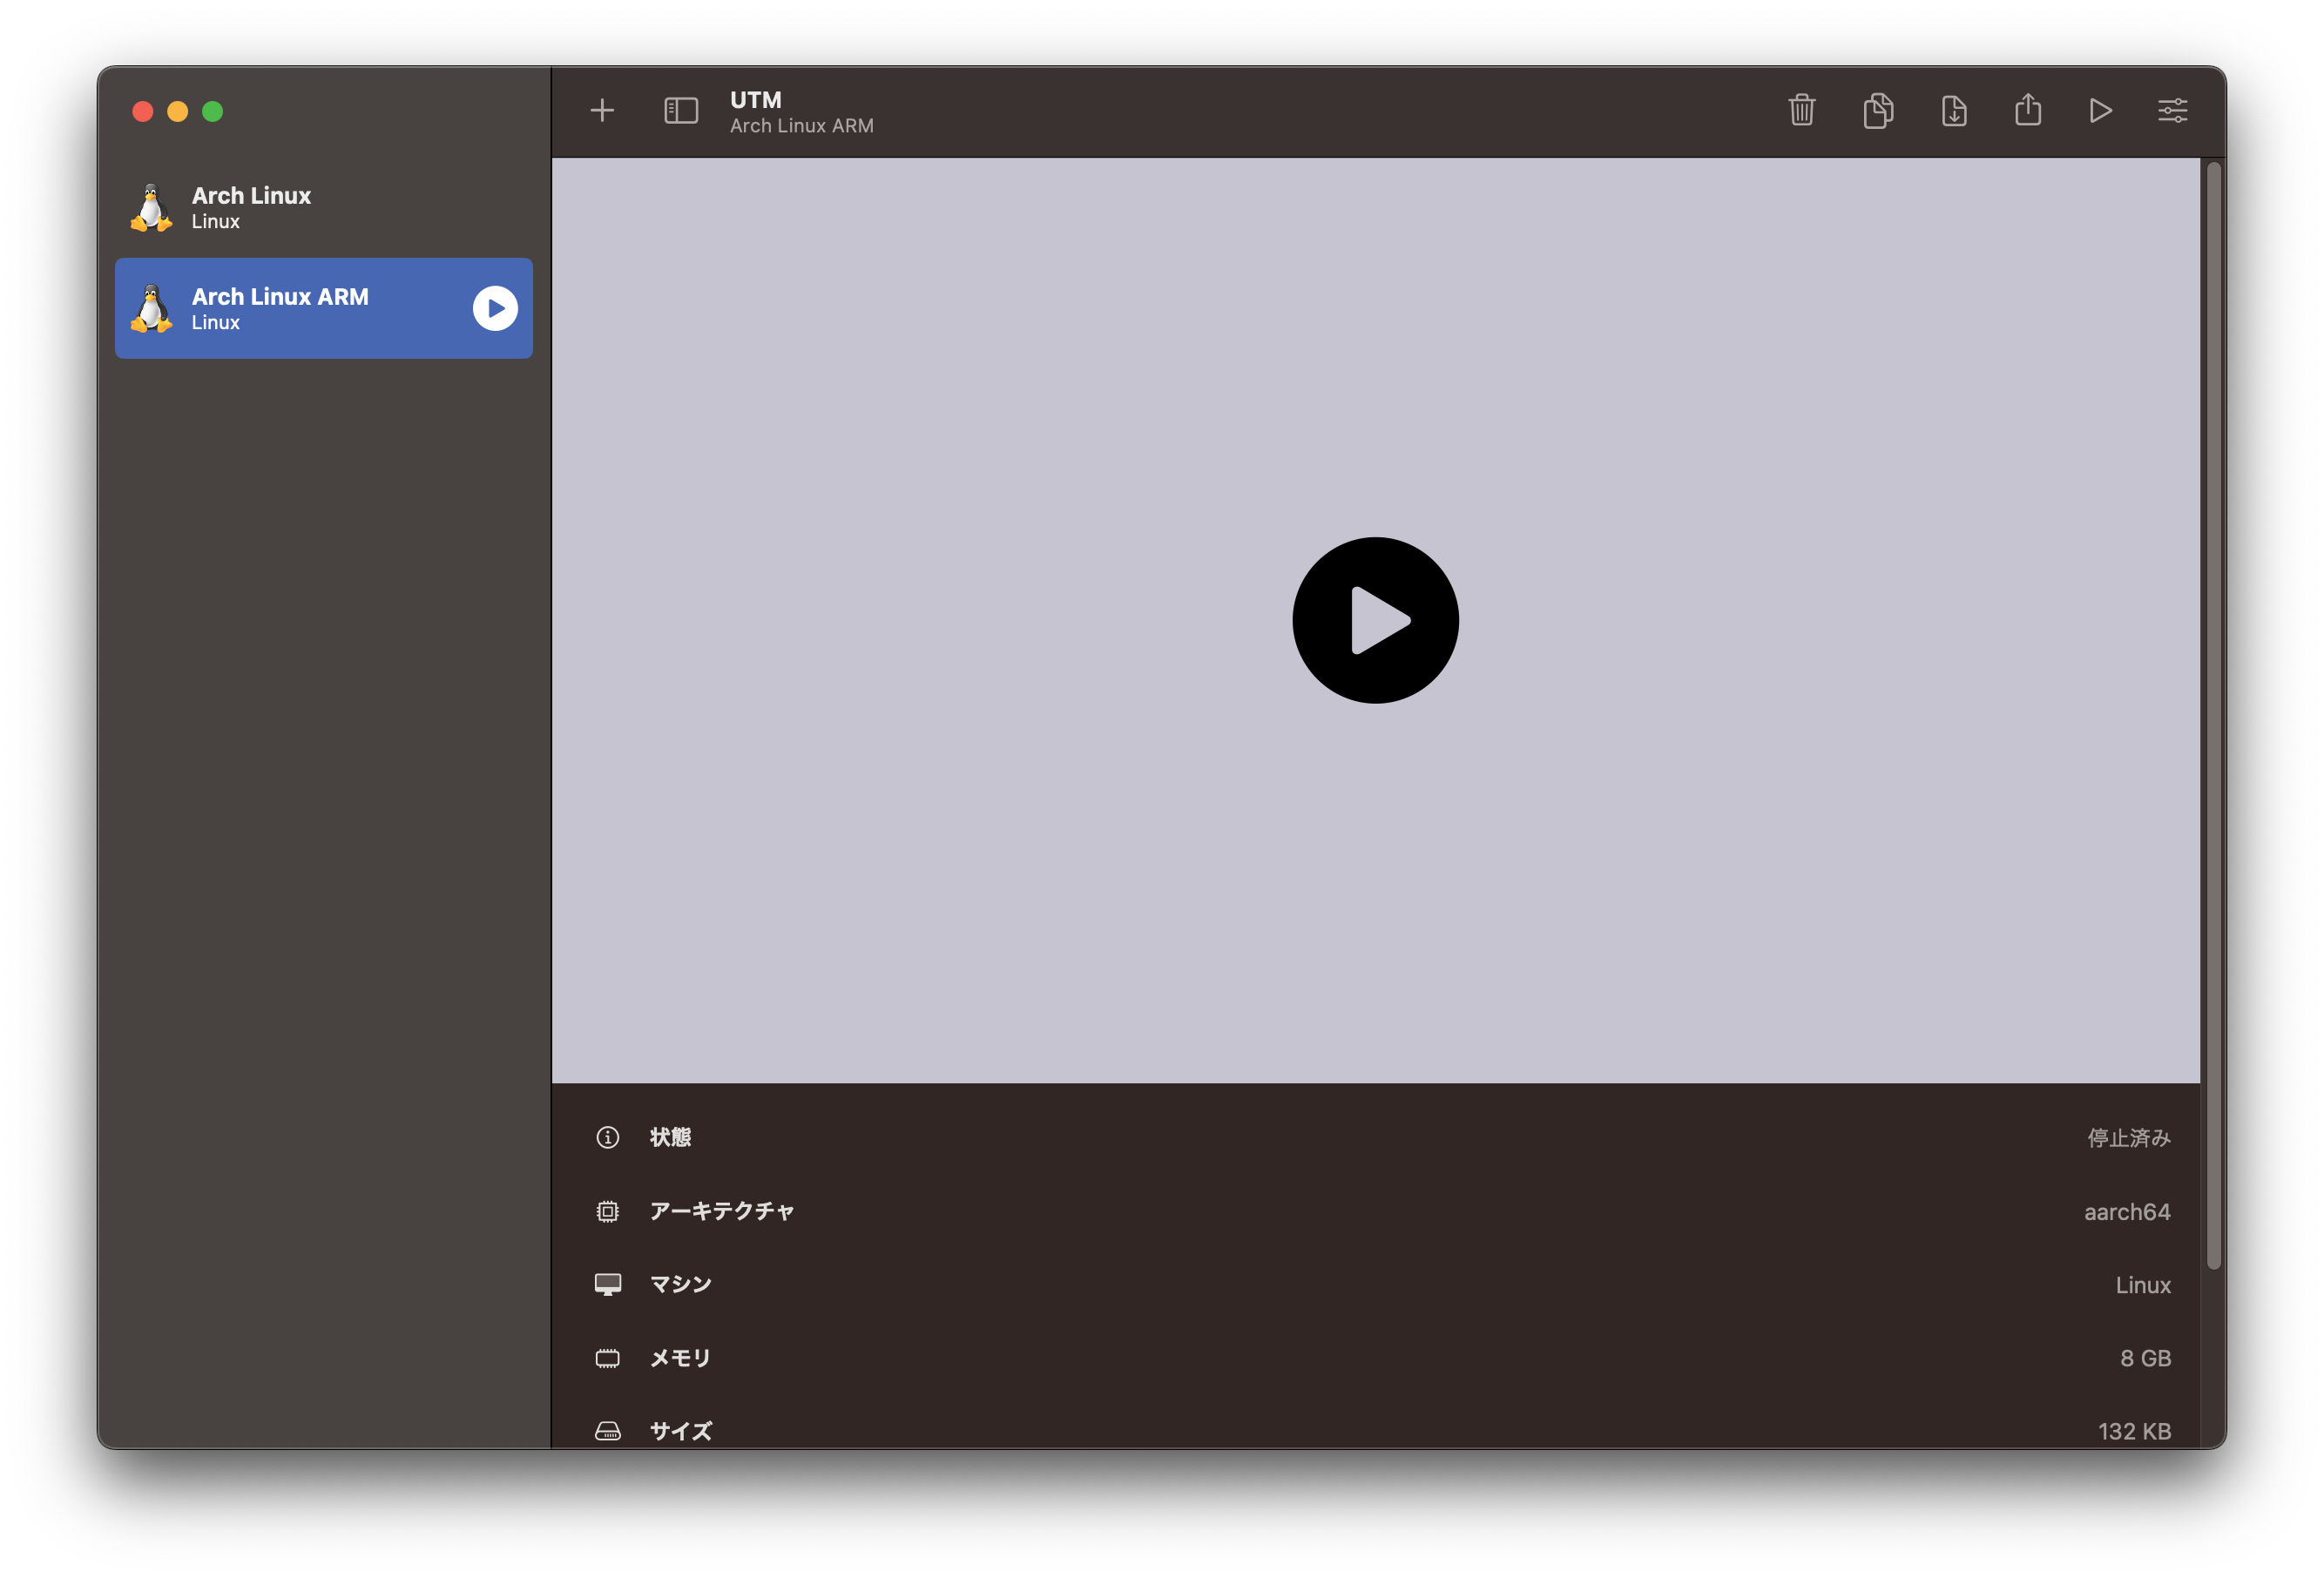 Arch Linux
Linux
Arch Linux ARM
Linux
UTM
Arch Linux ARM
状態 停止済み
アーキテクチャ aarch64
マシン Linux
メモリ 8 GB
サイズ 132 KB